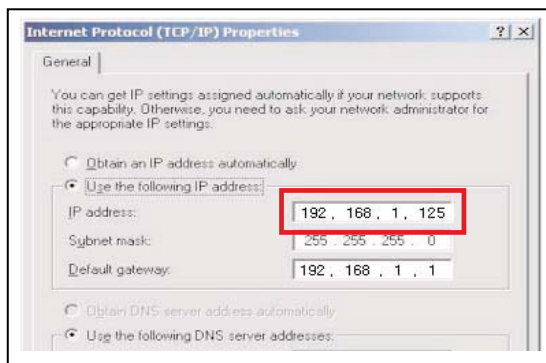 Internet Protocol (TCP/IP) Properties
General
You can get IP settings assigned automatically if your network supports
this capability. Otherwise, you need to ask your network administrator for
the appropriate IP settings.
Obtain an IP address automatically
Use the following IP address:
IP address: 192 . 168 . 1 . 125
Subnet mask: 255 . 255 . 255 . 0
Default gateway: 192 . 168 . 1 . 1
Obtain DNS server address automatically
Use the following DNS server addresses: